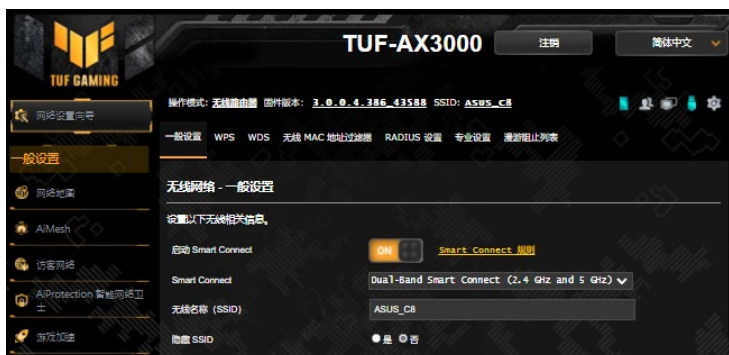 TUF-AX3000
注销
简体中文
TUF GAMING
操作模式: 无线路由器 固件版本: 3.0.0.4.386_43588 SSID: ASUS_C8
网络设置向导
一般设置 WPS WDS 无线 MAC 地址过滤器 RADIUS 设置 专业设置 漫游阻止列表
一般设置
无线网络 - 一般设置
网络地图
设置以下无线相关信息。
AiMesh
启动 Smart Connect ON Smart Connect 规则
访客网络
Smart Connect Dual-Band Smart Connect (2.4 GHz and 5 GHz)
AiProtection 智能网络卫士
无线名称（SSID） ASUS_C8
游戏加速
隐藏 SSID 是 否